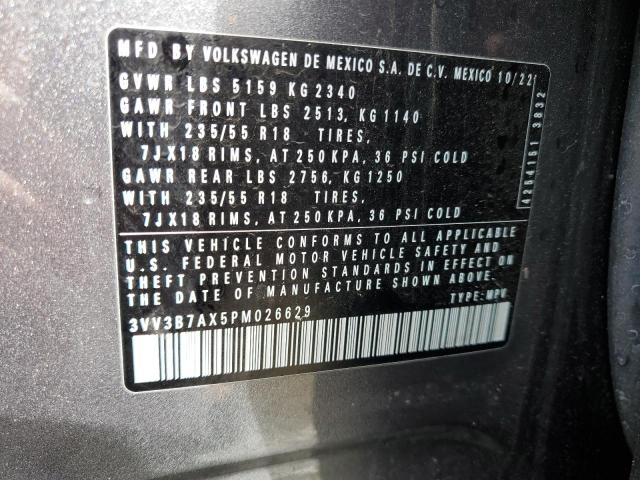 MFD BY VOLKSWAGEN DE MEXICO S.A. DE C.V. MEXICO 10/22
GVWR LBS 5159 KG 2340
GAWR FRONT LBS 2513, KG 1140
WITH 235/55 R18 TIRES,
7JX18 RIMS, AT 250 KPA, 36 PSI COLD
GAWR REAR LBS 2756, KG 1250
WITH 235/55 R18 TIRES,
7JX18 RIMS, AT 250 KPA, 36 PSI COLD
4254151 3832
THIS VEHICLE CONFORMS TO ALL APPLICABLE
U.S. FEDERAL MOTOR VEHICLE SAFETY AND
THEFT PREVENTION STANDARDS IN EFFECT ON
THE DATE OF MANUFACTURE SHOWN ABOVE.
3VV3B7AX5PM026629 TYPE: MPV